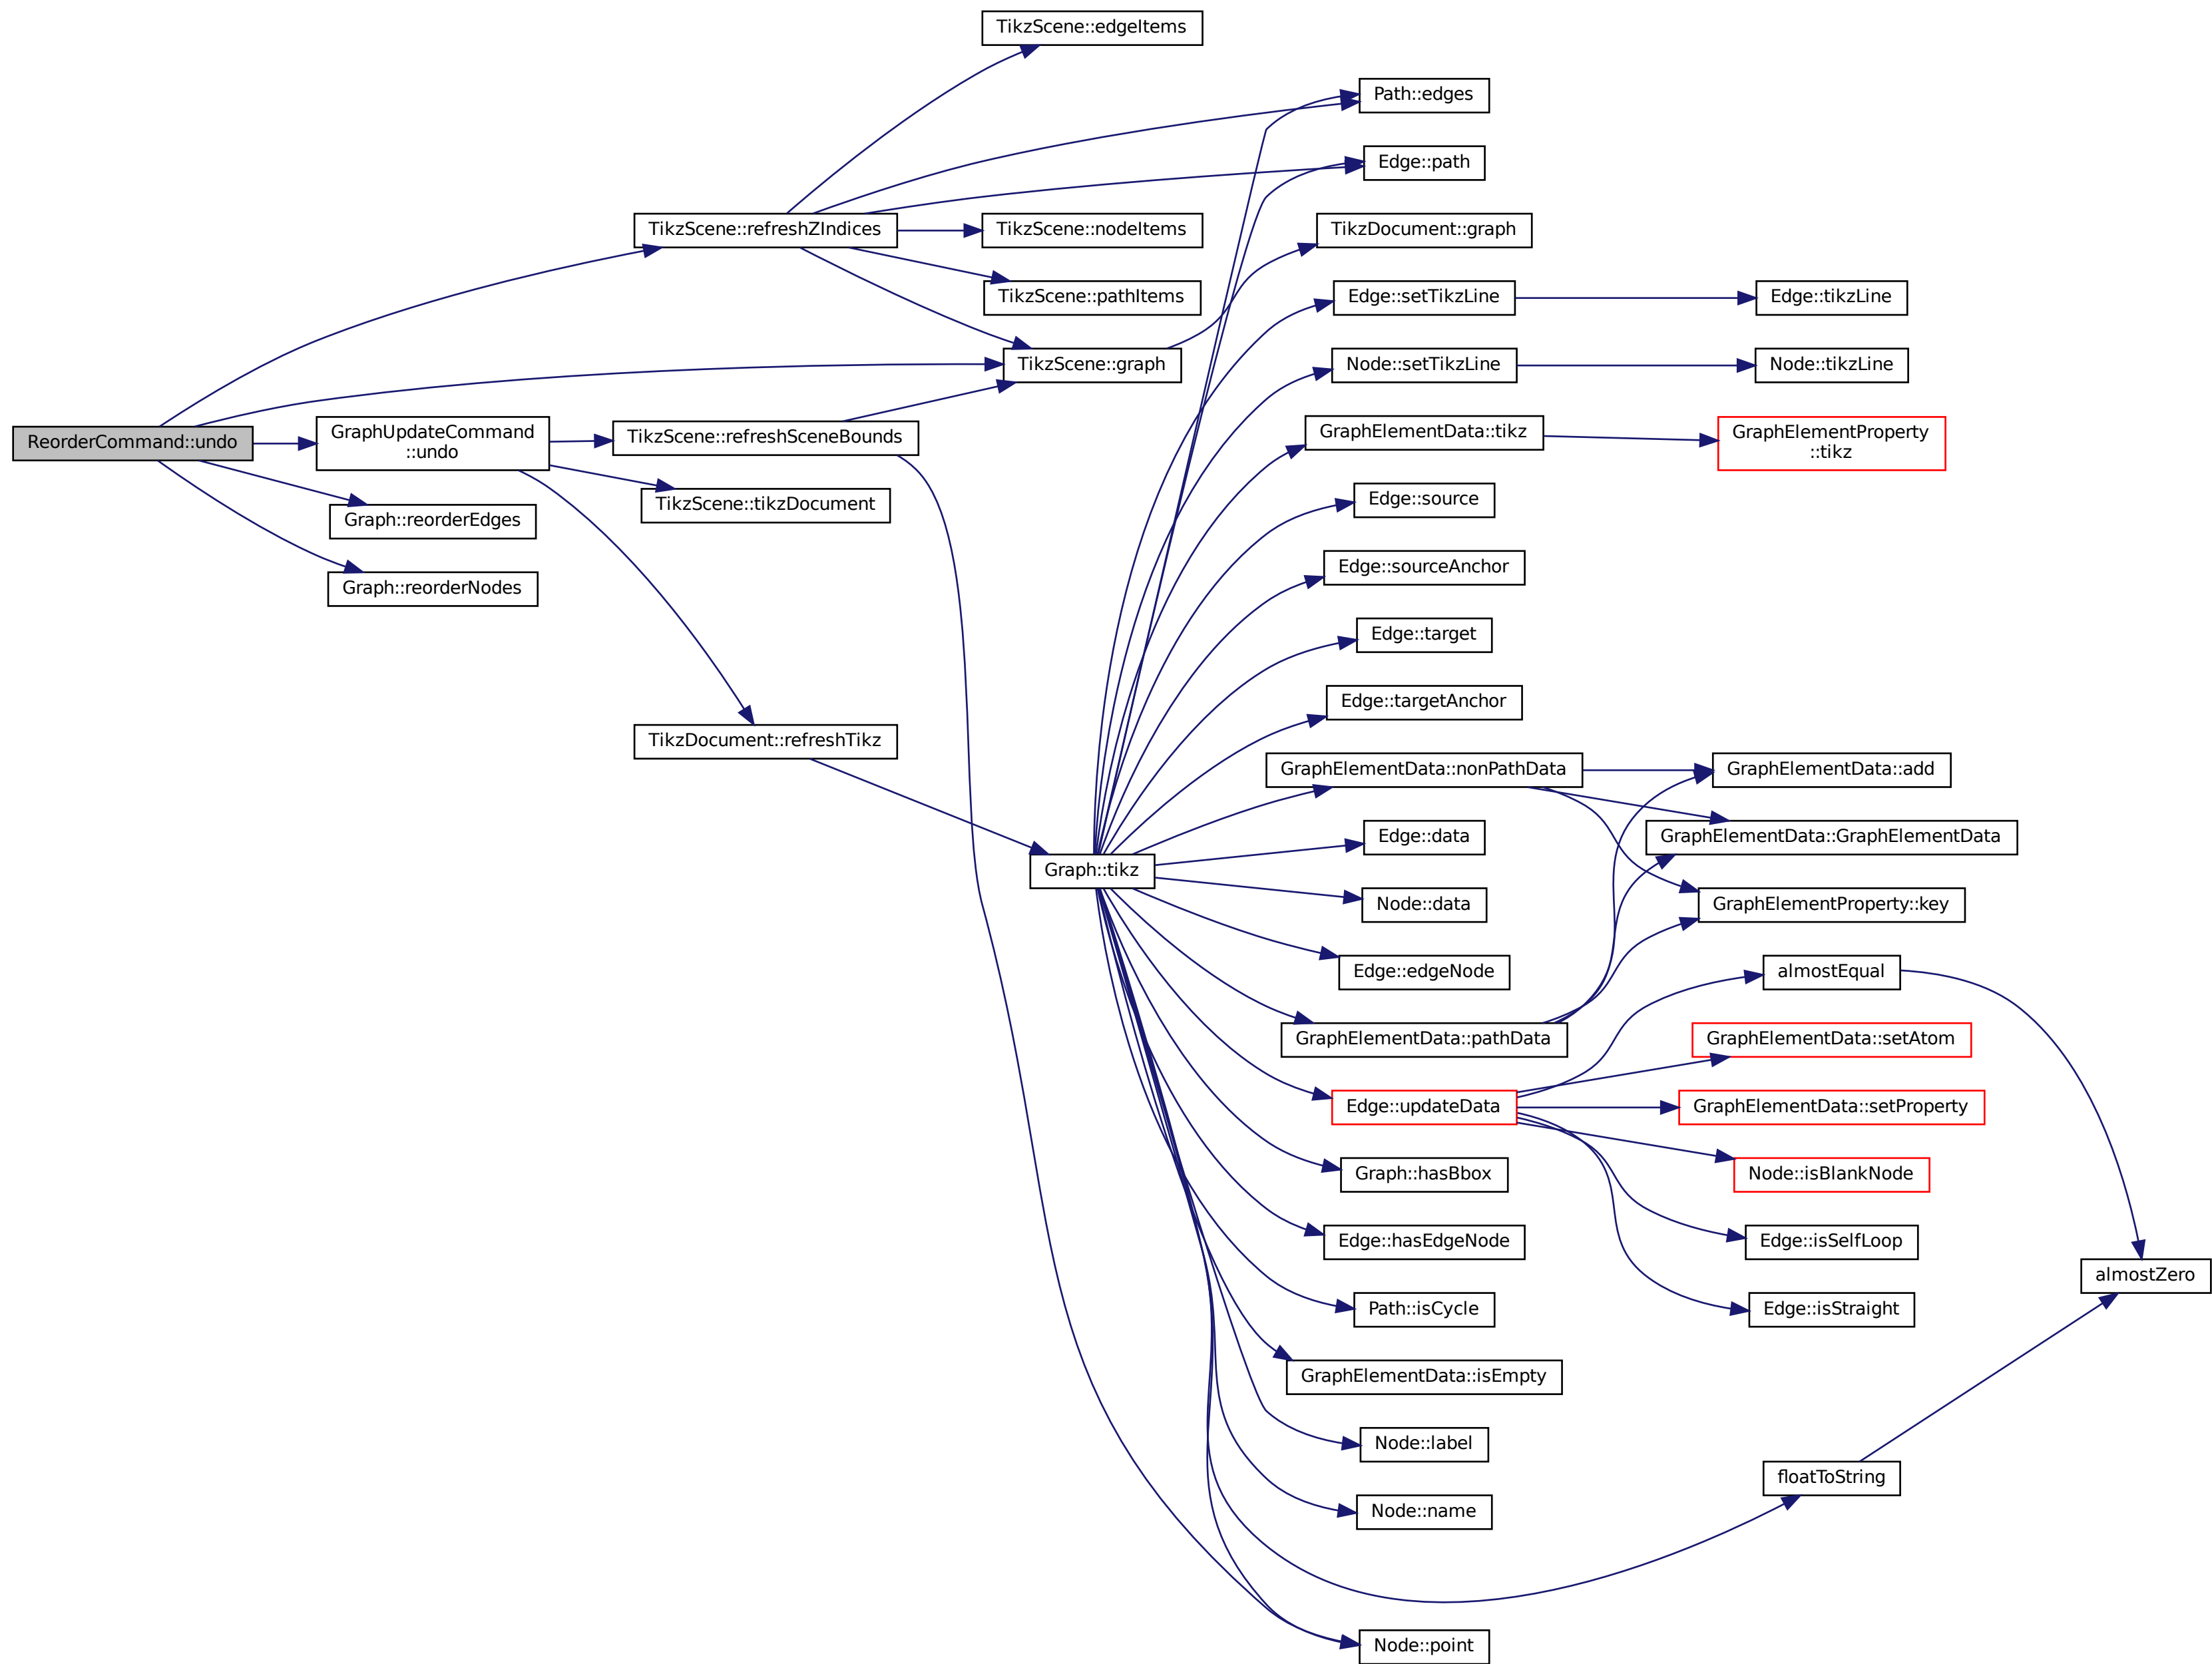 TikzScene::edgeItems
Path::edges
Edge::path
TikzScene::refreshZIndices
TikzScene::nodeItems
TikzDocument::graph
TikzScene::pathItems
Edge::setTikzLine
Edge::tikzLine
TikzScene::graph
Node::setTikzLine
Node::tikzLine
ReorderCommand::undo
GraphUpdateCommand
::undo
TikzScene::refreshSceneBounds
GraphElementData::tikz
GraphElementProperty
::tikz
Graph::reorderEdges
TikzScene::tikzDocument
Edge::source
Graph::reorderNodes
Edge::sourceAnchor
Edge::target
Edge::targetAnchor
TikzDocument::refreshTikz
GraphElementData::nonPathData
GraphElementData::add
Edge::data
GraphElementData::GraphElementData
Graph::tikz
Node::data
GraphElementProperty::key
Edge::edgeNode
almostEqual
GraphElementData::pathData
GraphElementData::setAtom
Edge::updateData
GraphElementData::setProperty
Graph::hasBbox
Node::isBlankNode
Edge::hasEdgeNode
Edge::isSelfLoop
almostZero
Path::isCycle
Edge::isStraight
GraphElementData::isEmpty
Node::label
floatToString
Node::name
Node::point